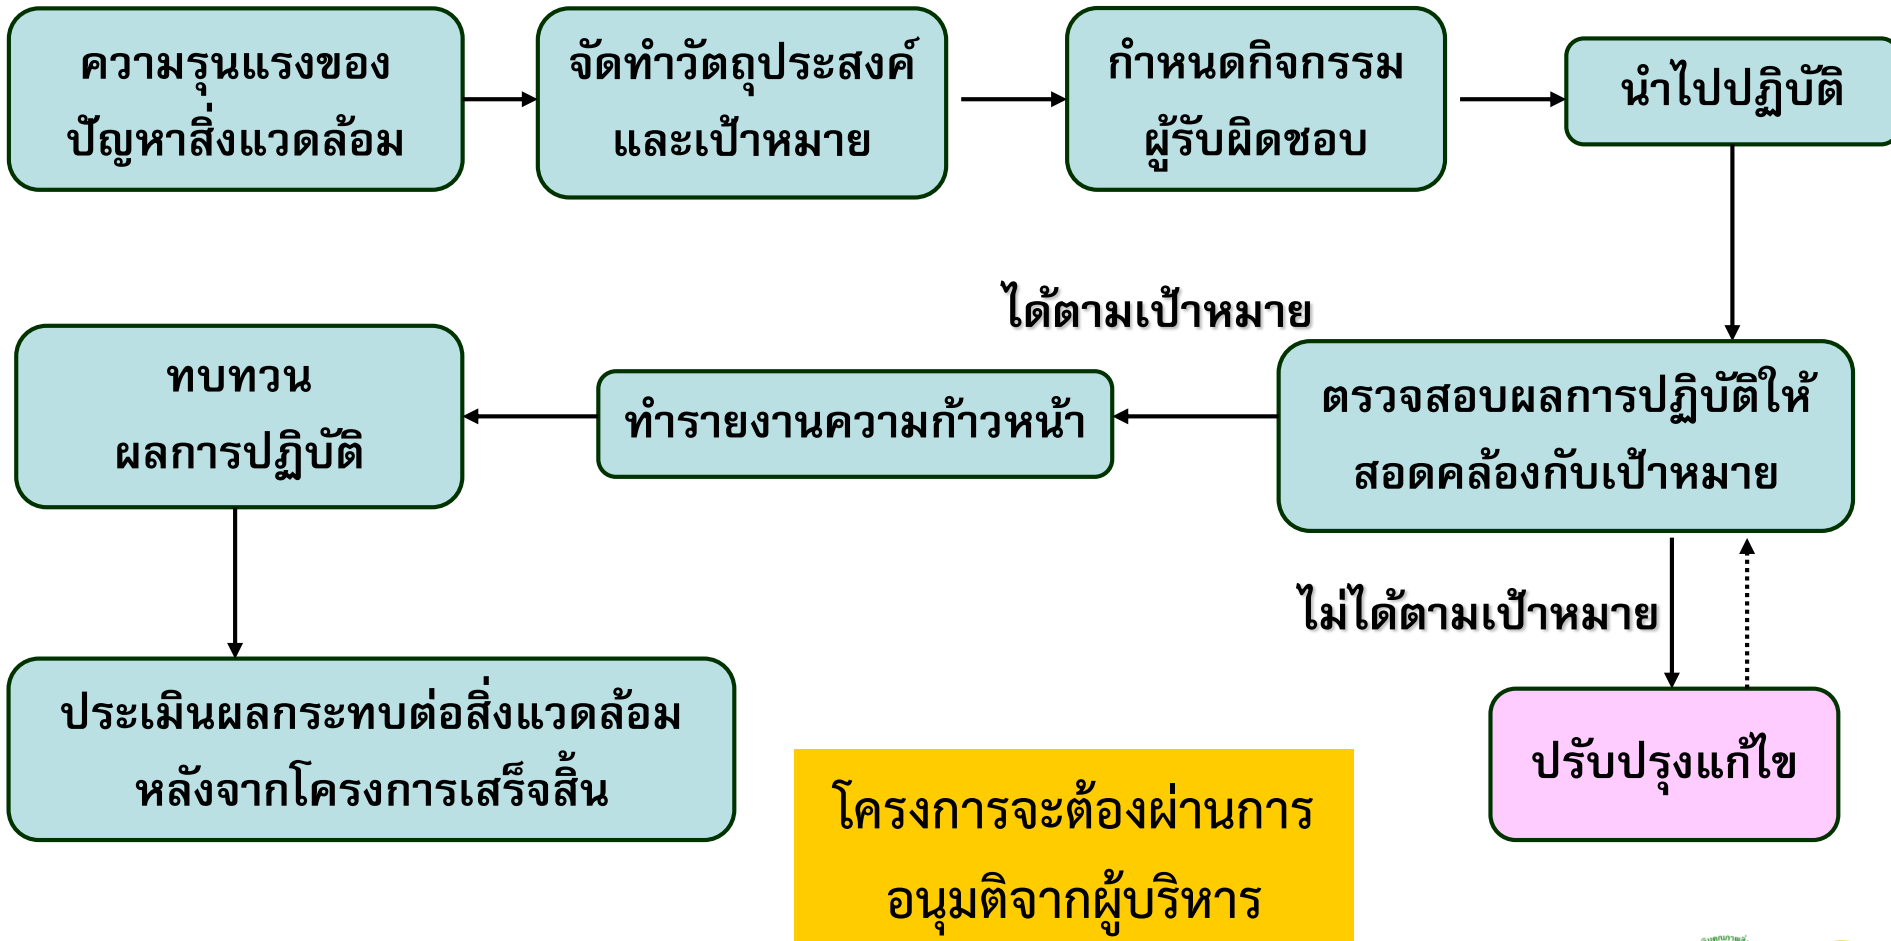 ความรุนแรงของ
ปัญหาสิ่งแวดล้อม
จัดทำวัตถุประสงค์
และเป้าหมาย
กำหนดกิจกรรม
ผู้รับผิดชอบ
นำไปปฏิบัติ
ได้ตามเป้าหมาย
ตรวจสอบผลการปฏิบัติให้
สอดคล้องกับเป้าหมาย
ทำรายงานความก้าวหน้า
ทบทวน
ผลการปฏิบัติ
ไม่ได้ตามเป้าหมาย
ปรับปรุงแก้ไข
ประเมินผลกระทบต่อสิ่งแวดล้อม
หลังจากโครงการเสร็จสิ้น
โครงการจะต้องผ่านการ
อนุมติจากผู้บริหาร